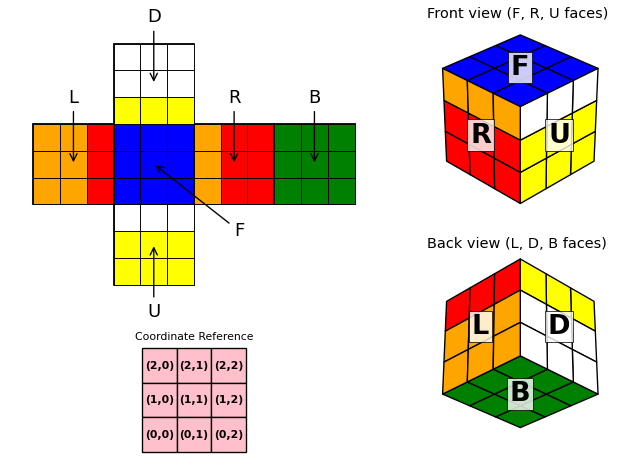 Front view (F, R, U faces)
D
L
R
B
F
R
U
F
U
Back view (L, D, B faces)
L
D
B
Coordinate Reference
(2,0) (2,1) (2,2)
(1,0) (1,1) (1,2)
(0,0) (0,1) (0,2)